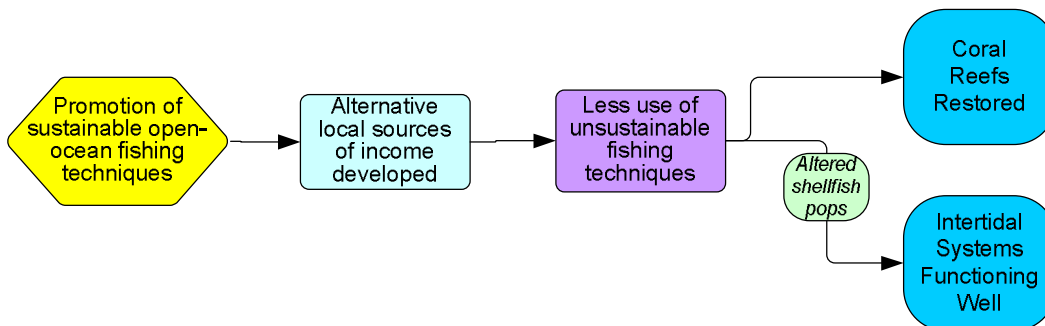 Promotion of
sustainable open-
ocean fishing
techniques
Alternative
local sources
of income
developed
Less use of
unsustainable
fishing
techniques
Coral
Reefs
Restored
Altered
shellfish
pops
Intertidal
Systems
Functioning
Well